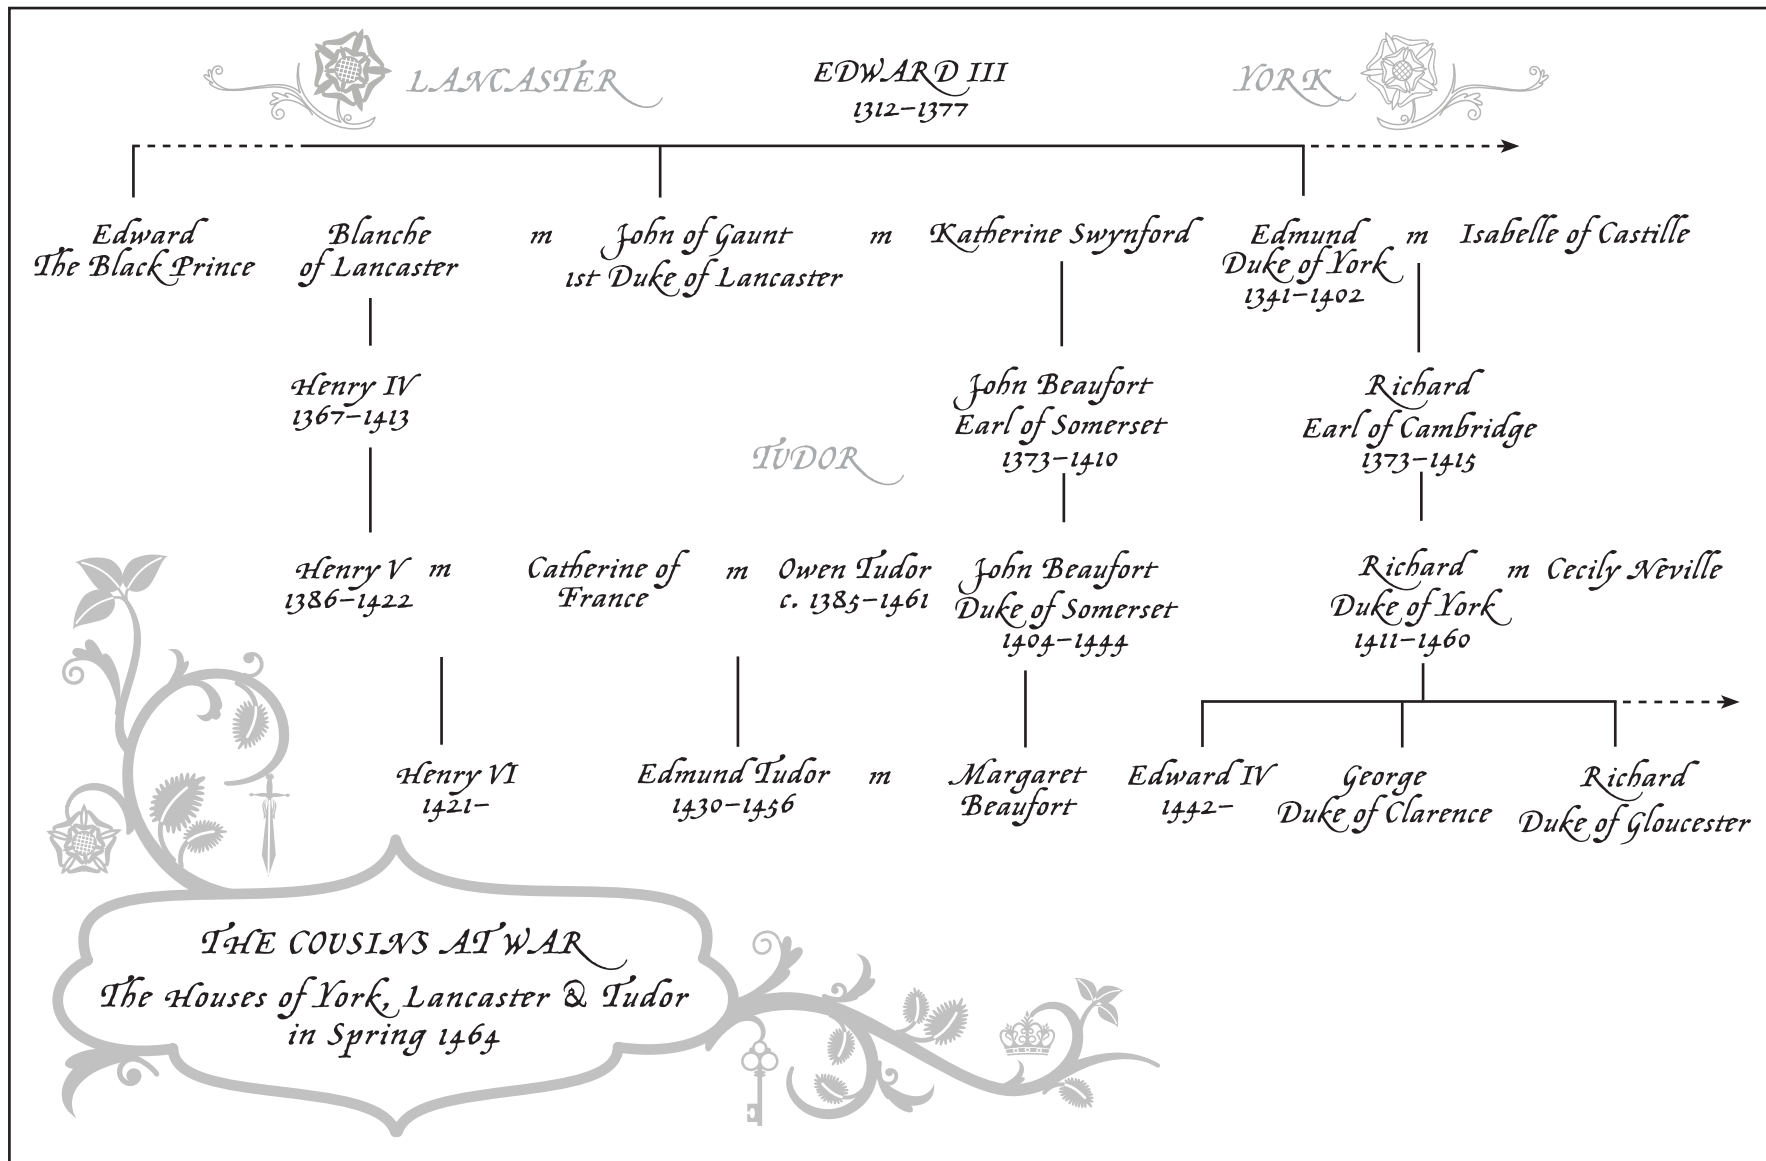 LANCASTER
EDWARD III
1312–1377
YORK
Edward
The Black Prince
Blanche
of Lancaster
m
John of Gaunt
1st Duke of Lancaster
m
Katherine Swynford
Edmund
Duke of York
1341–1402
m
Isabelle of Castille
Henry IV
1367–1413
John Beaufort
Earl of Somerset
1373–1410
Richard
Earl of Cambridge
1373–1415
TUDOR
Henry V
1386–1422
m
Catherine of
France
m
Owen Tudor
c. 1385–1461
John Beaufort
Duke of Somerset
1404–1444
Richard
Duke of York
1411–1460
m
Cecily Neville
Henry VI
1421–
Edmund Tudor
1430–1456
m
Margaret
Beaufort
Edward IV
1442–
George
Duke of Clarence
Richard
Duke of Gloucester
THE COUSINS AT WAR
The Houses of York, Lancaster & Tudor
in Spring 1464